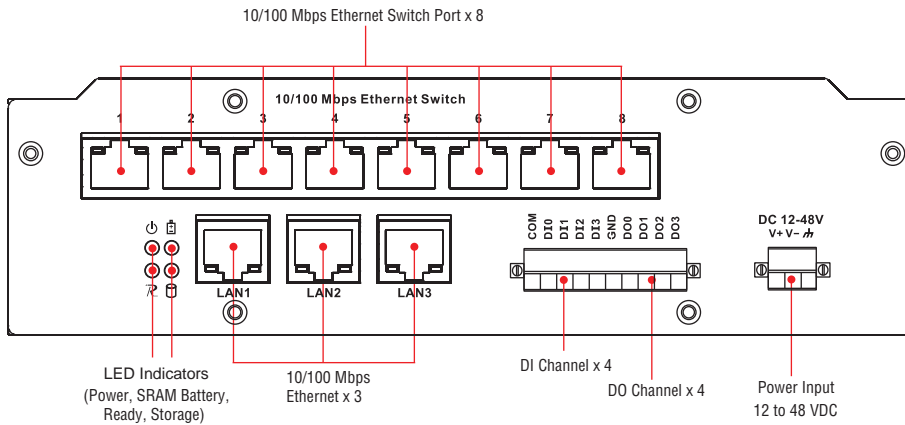 10/100 Mbps Ethernet Switch Port x 8
10/100 Mbps Ethernet Switch
1 2 3 4 5 6 7 8
COM DI0 DI1 DI2 DI3 GND DO0 DO1 DO2 DO3
DC 12-48V
V+ V−
LAN1 LAN2 LAN3
LED Indicators
(Power, SRAM Battery,
Ready, Storage)
10/100 Mbps
Ethernet x 3
DI Channel x 4
DO Channel x 4
Power Input
12 to 48 VDC